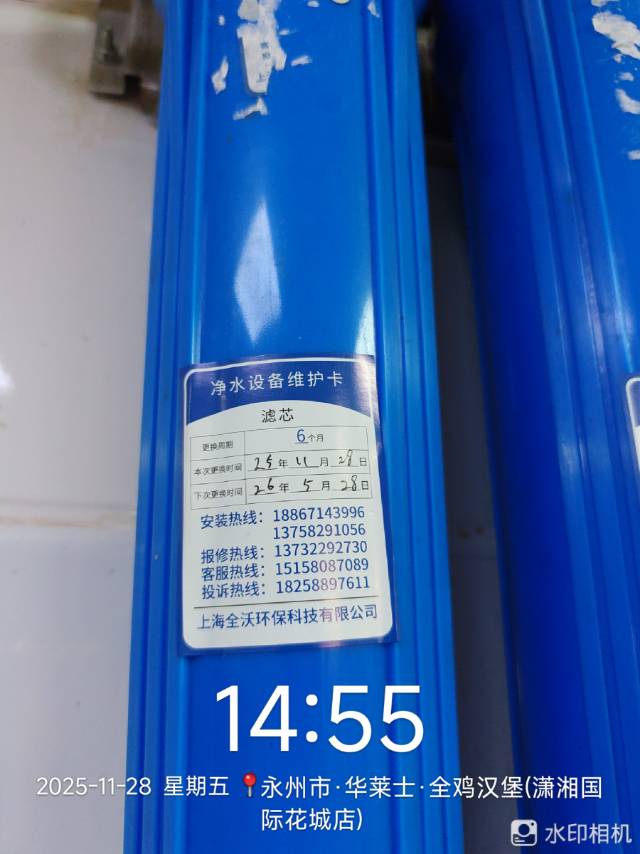 净水设备维护卡
滤芯
更换周期 6个月
本次更换时间 25年11月28日
下次更换时间 26年5月28日
安装热线：18867143996
13758291056
报修热线：13732292730
客服热线：15158087089
投诉热线：18258897611
上海全沃环保科技有限公司
14:55
2025-11-28 星期五 永州市·华莱士·全鸡汉堡(潇湘国
际花城店)
水印相机